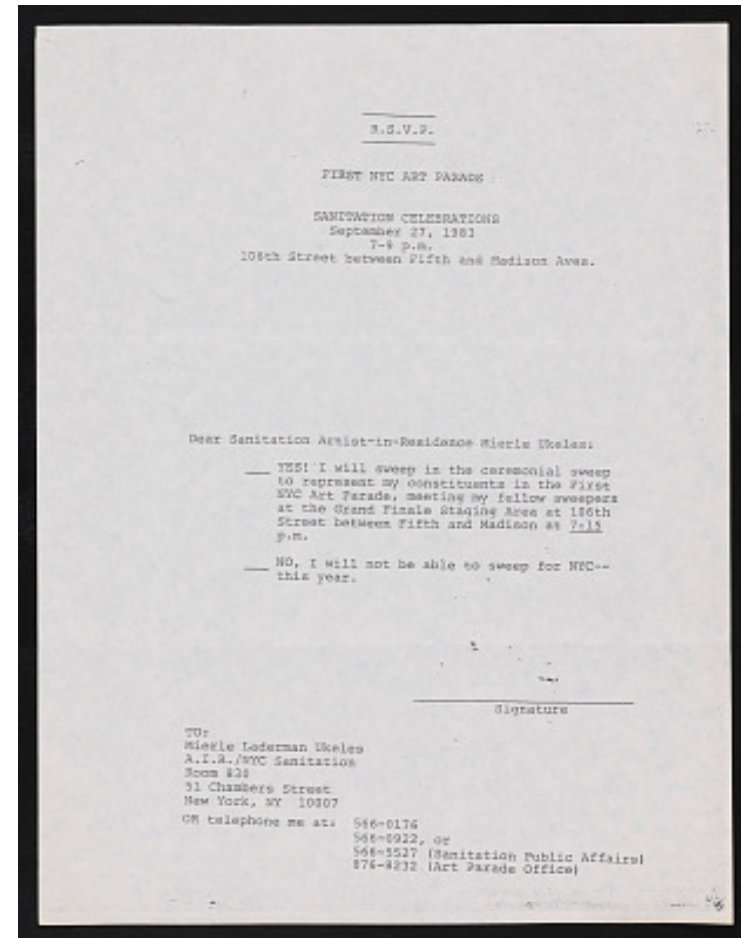 R.S.V.P.
FIRST NYC ART PARADE
SANITATION CELEBRATIONS
September 27, 1983
7-9 p.m.
106th Street between Fifth and Madison Aves.
Dear Sanitation Artist-in-Residence Mierle Ukeles:
___ YES! I will sweep in the ceremonial sweep
to represent my constituents in the First
NYC Art Parade, meeting my fellow sweepers
at the Grand Finale Staging Area at 106th
Street between Fifth and Madison at 7:15
p.m.
___ NO, I will not be able to sweep for NYC--
this year.
Signature
TO:
Mierle Laderman Ukeles
A.I.R./NYC Sanitation
Room 830
51 Chambers Street
New York, NY 10007
OR telephone me at: 566-0176
566-0922, or
566-5527 (Sanitation Public Affairs)
876-8232 (Art Parade Office)